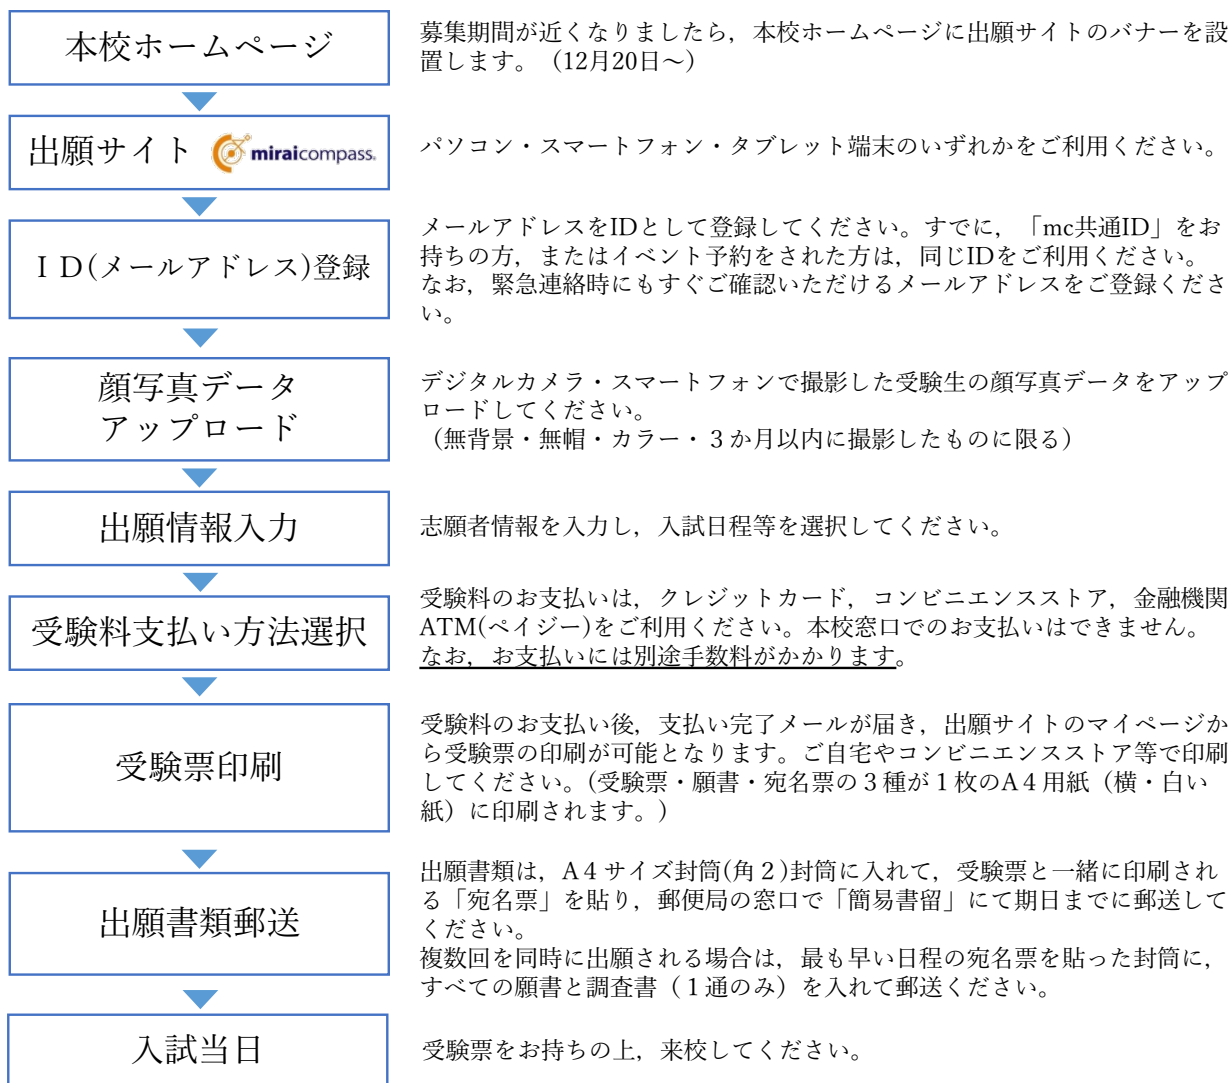 本校ホームページ
募集期間が近くなりましたら，本校ホームページに出願サイトのバナーを設
置します。（12月20日～）
出願サイト miraicompass.
パソコン・スマートフォン・タブレット端末のいずれかをご利用ください。
ＩＤ(メールアドレス)登録
メールアドレスをIDとして登録してください。すでに，「mc共通ID」をお
持ちの方，またはイベント予約をされた方は，同じIDをご利用ください。
なお，緊急連絡時にもすぐご確認いただけるメールアドレスをご登録くださ
い。
顔写真データ
アップロード
デジタルカメラ・スマートフォンで撮影した受験生の顔写真データをアップ
ロードしてください。
（無背景・無帽・カラー・３か月以内に撮影したものに限る）
出願情報入力
志願者情報を入力し，入試日程等を選択してください。
受験料支払い方法選択
受験料のお支払いは，クレジットカード，コンビニエンスストア，金融機関
ATM(ペイジー)をご利用ください。本校窓口でのお支払いはできません。
なお，お支払いには別途手数料がかかります。
受験票印刷
受験料のお支払い後，支払い完了メールが届き，出願サイトのマイページか
ら受験票の印刷が可能となります。ご自宅やコンビニエンスストア等で印刷
してください。(受験票・願書・宛名票の３種が１枚のA４用紙（横・白い
紙）に印刷されます。)
出願書類郵送
出願書類は，A４サイズ封筒(角２)封筒に入れて，受験票と一緒に印刷され
る「宛名票」を貼り，郵便局の窓口で「簡易書留」にて期日までに郵送して
ください。
複数回を同時に出願される場合は，最も早い日程の宛名票を貼った封筒に，
すべての願書と調査書（１通のみ）を入れて郵送ください。
入試当日
受験票をお持ちの上，来校してください。